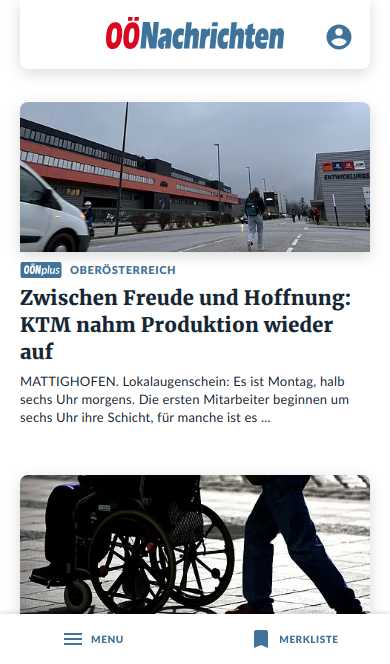 OÖNachrichten
ENTWICKLUNG
OÖNplus OBERÖSTERREICH
Zwischen Freude und Hoffnung:
KTM nahm Produktion wieder
auf
MATTIGHOFEN. Lokalaugenschein: Es ist Montag, halb
sechs Uhr morgens. Die ersten Mitarbeiter beginnen um
sechs Uhr ihre Schicht, für manche ist es ...
MENU
MERKLISTE